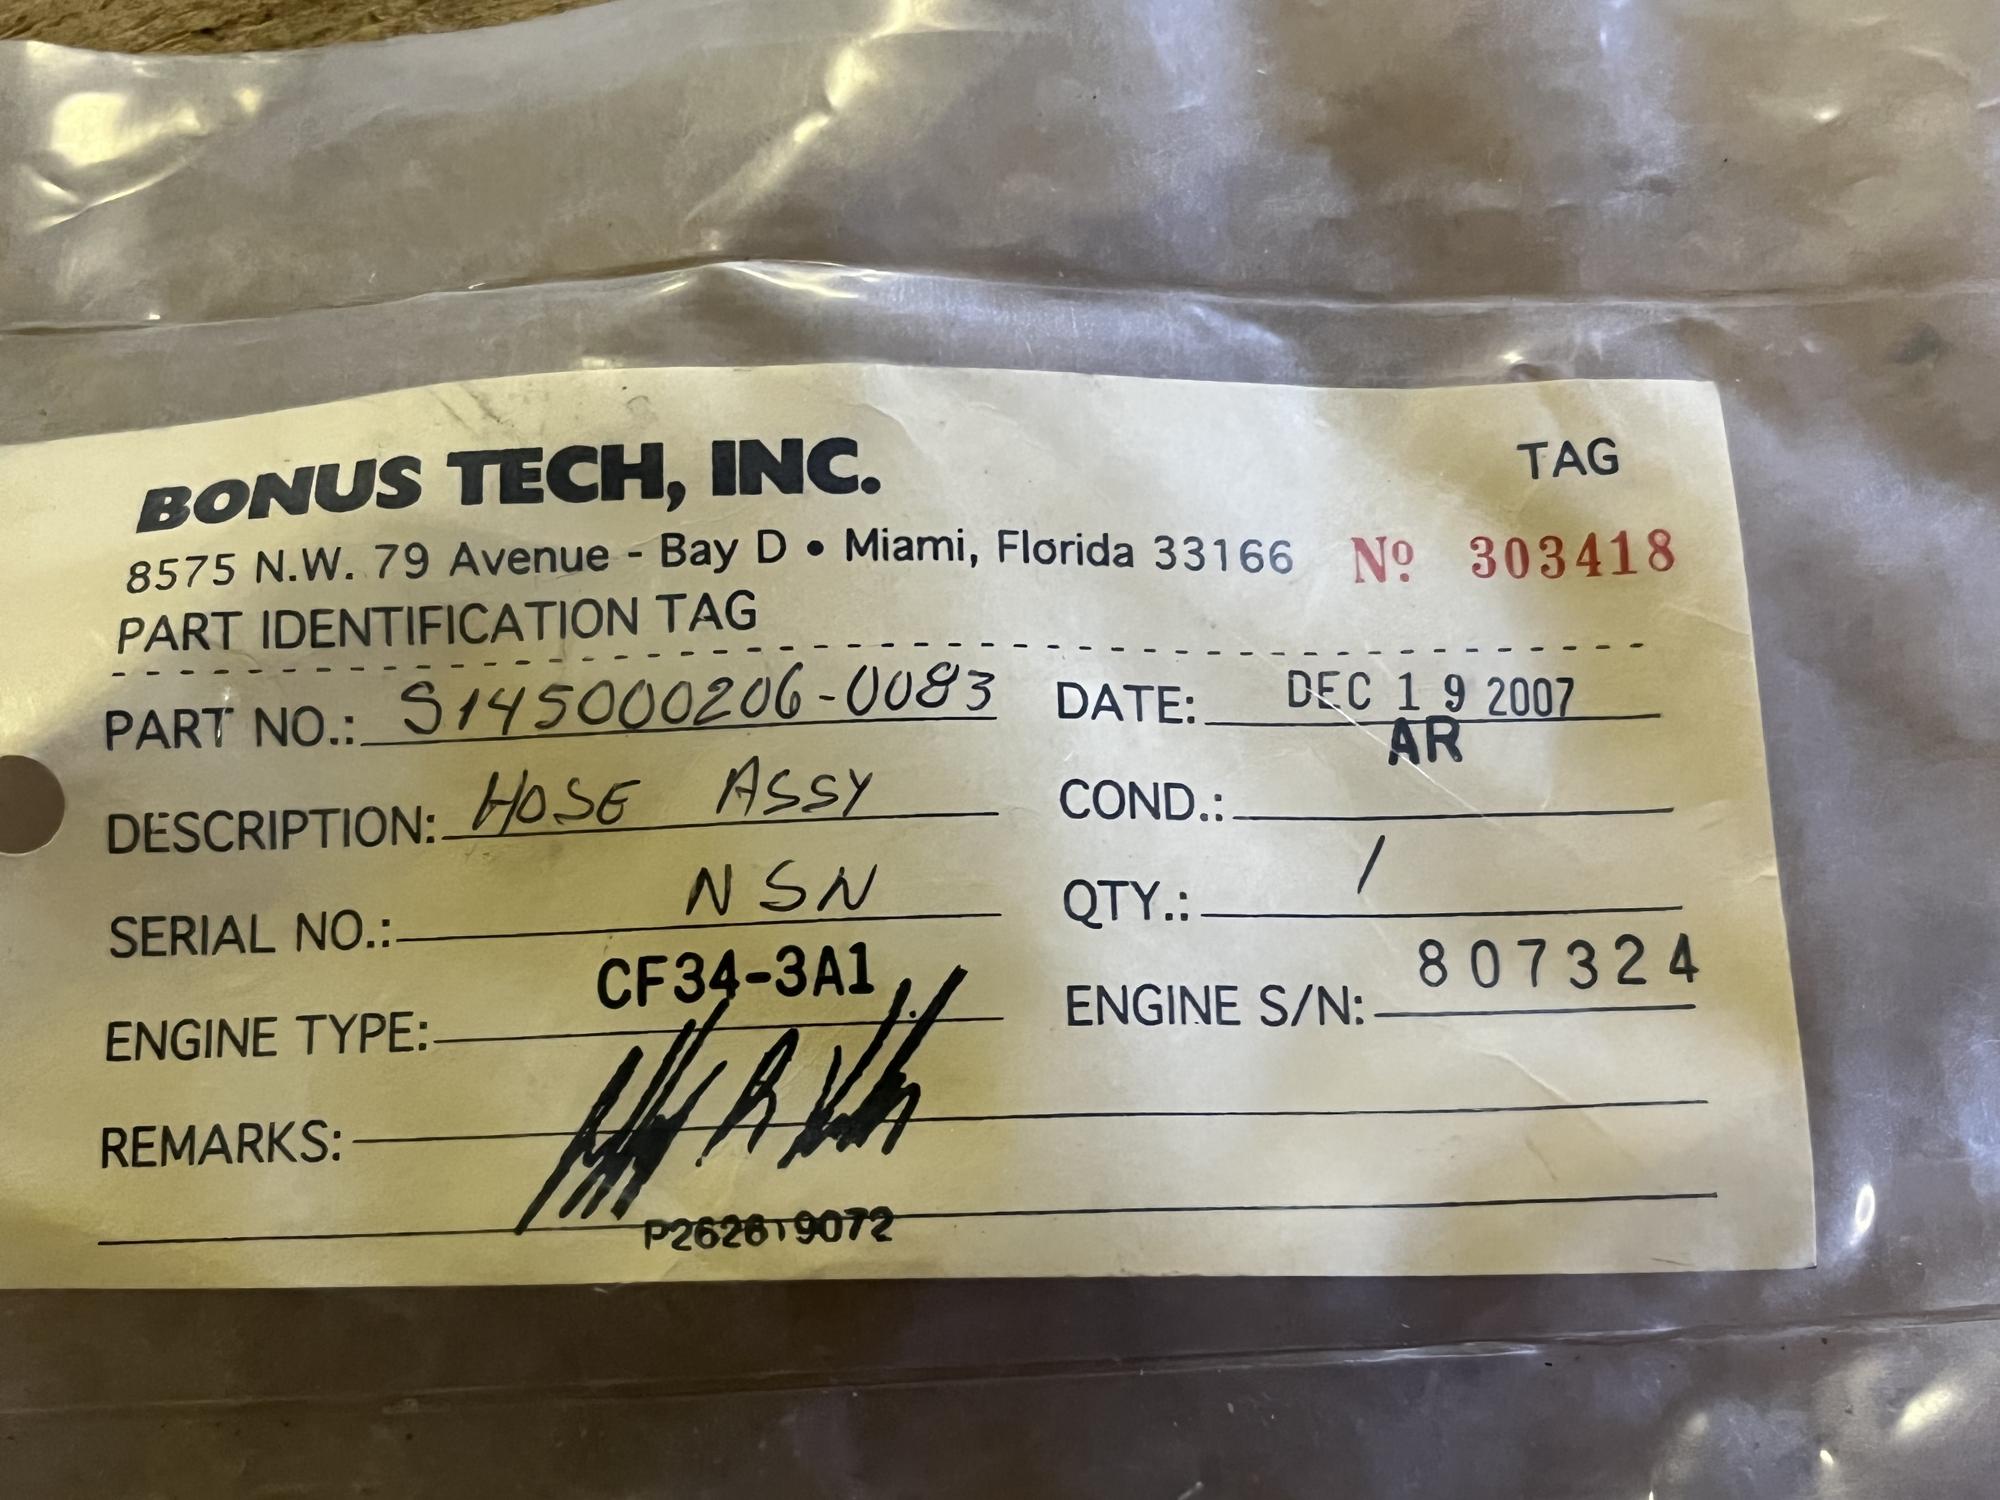 BONUS TECH, INC.
TAG
8575 N.W. 79 Avenue - Bay D • Miami, Florida 33166 Nº 303418
PART IDENTIFICATION TAG
PART NO.: S145000206-0083 DATE: DEC 19 2007
AR
DESCRIPTION: HOSE ASSY COND.:
SERIAL NO.: NSN QTY.: 1
ENGINE TYPE: CF34-3A1 ENGINE S/N: 807324
REMARKS: